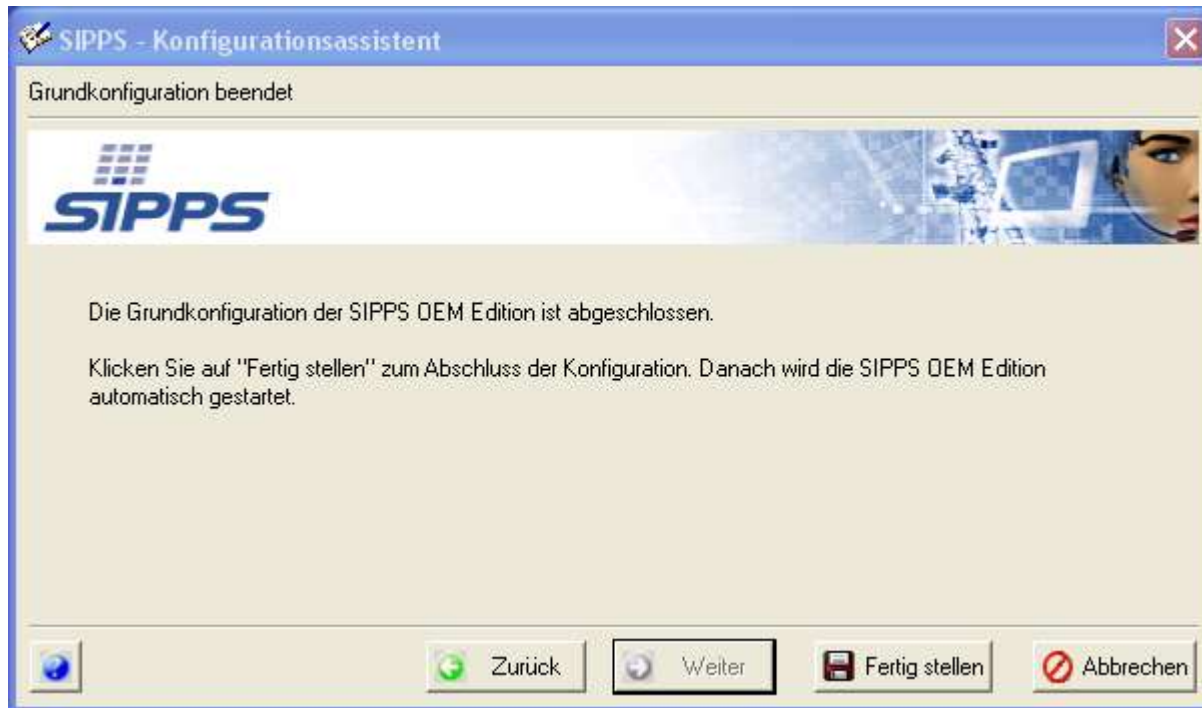 SIPPS - Konfigurationsassistent
Grundkonfiguration beendet
SIPPS
Die Grundkonfiguration der SIPPS OEM Edition ist abgeschlossen.
Klicken Sie auf "Fertig stellen" zum Abschluss der Konfiguration. Danach wird die SIPPS OEM Edition
automatisch gestartet.
Zurück
Weiter
Fertig stellen
Abbrechen